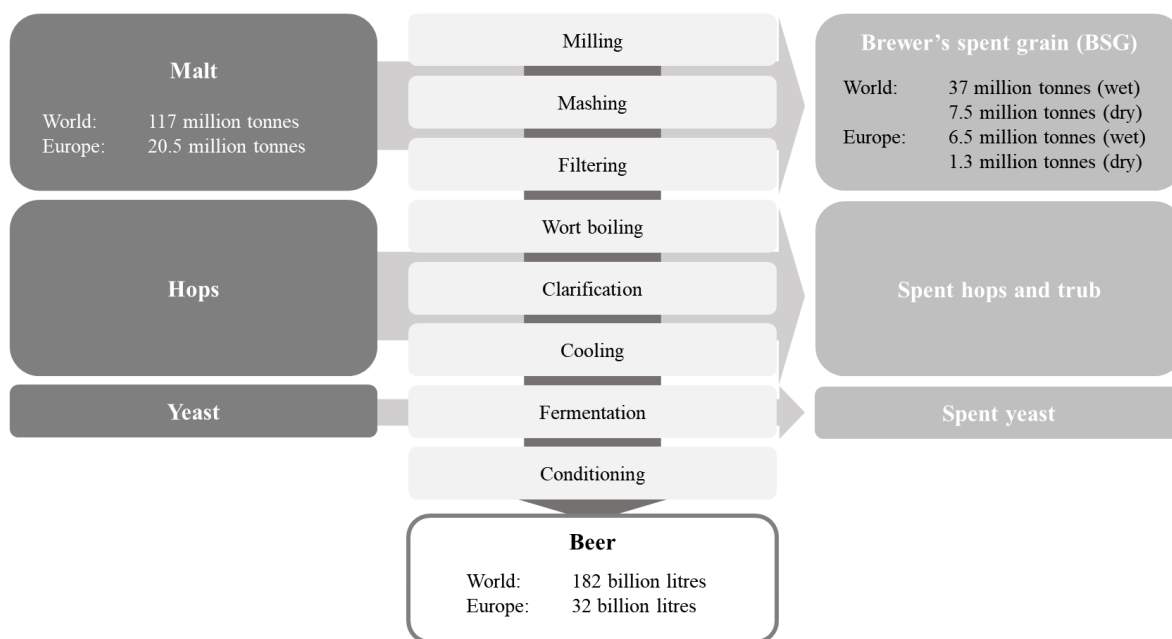 Malt
World: 117 million tonnes
Europe: 20.5 million tonnes
Hops
Yeast
Milling
Mashing
Filtering
Wort boiling
Clarification
Cooling
Fermentation
Conditioning
Beer
World: 182 billion litres
Europe: 32 billion litres
Brewer’s spent grain (BSG)
World: 37 million tonnes (wet)
7.5 million tonnes (dry)
Europe: 6.5 million tonnes (wet)
1.3 million tonnes (dry)
Spent hops and trub
Spent yeast